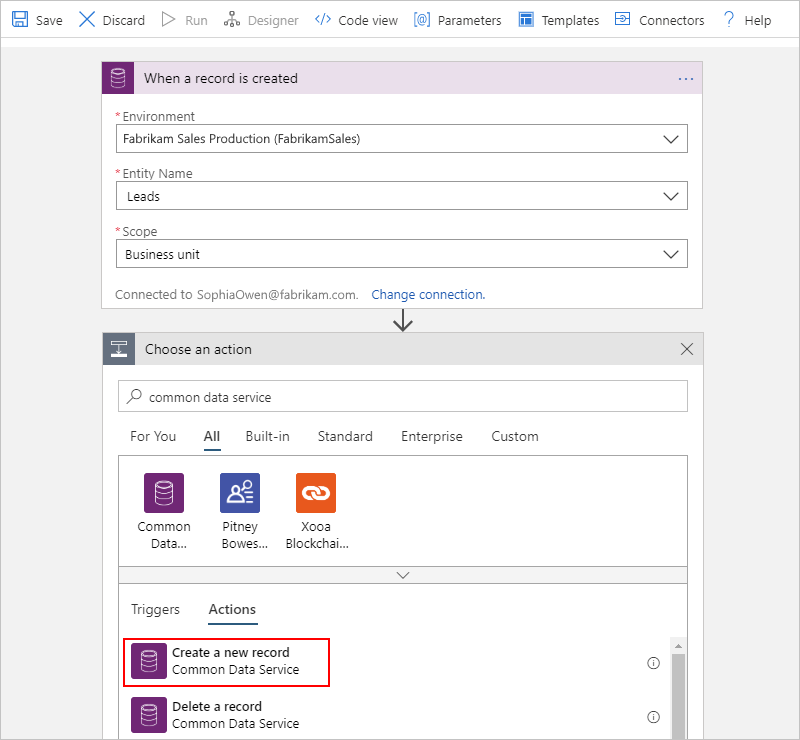 Save Discard Run Designer Code view Parameters Templates Connectors ? Help
When a record is created ...
* Environment
Fabrikam Sales Production (FabrikamSales)
* Entity Name
Leads
* Scope
Business unit
Connected to SophiaOwen@fabrikam.com. Change connection.
Choose an action
common data service
For You All Built-in Standard Enterprise Custom
Common Pitney Xooa
Data... Bowes... Blockchai...
Triggers Actions
Create a new record
Common Data Service
Delete a record
Common Data Service